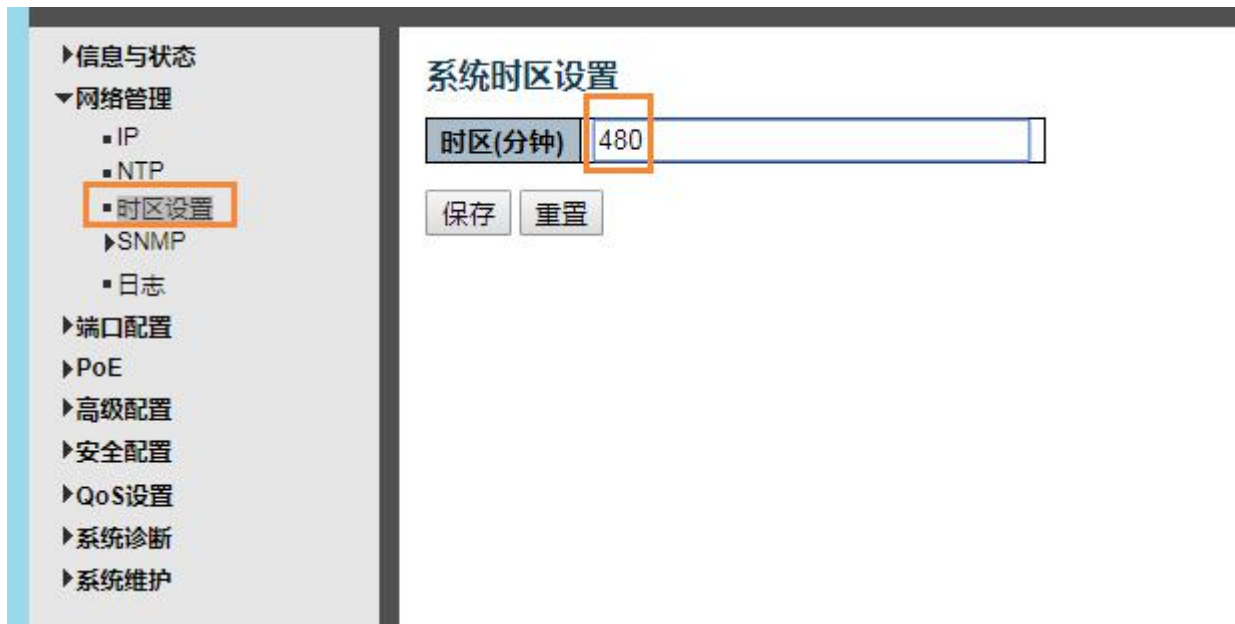 信息与状态
网络管理
IP
NTP
时区设置
SNMP
日志
端口配置
PoE
高级配置
安全配置
QoS设置
系统诊断
系统维护
系统时区设置
时区(分钟) 480
保存 重置